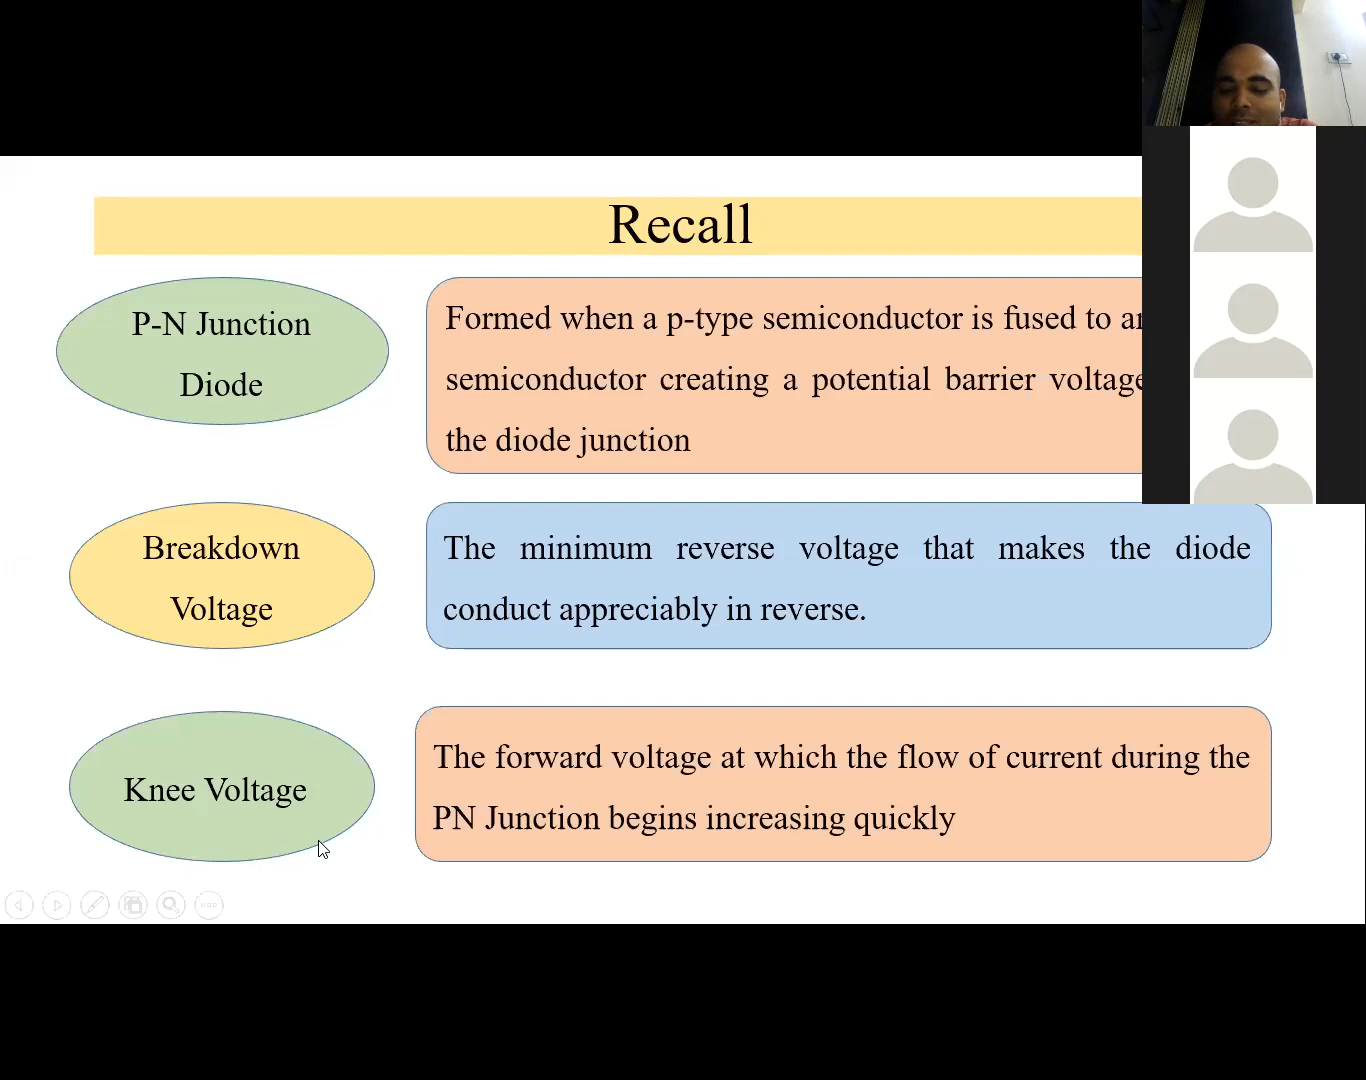 Recall
P-N Junction
Diode
Formed when a p-type semiconductor is fused to
semiconductor creating a potential barrier voltage
the diode junction
Breakdown
Voltage
The minimum reverse voltage that makes the diode
conduct appreciably in reverse.
Knee Voltage
The forward voltage at which the flow of current during the
PN Junction begins increasing quickly